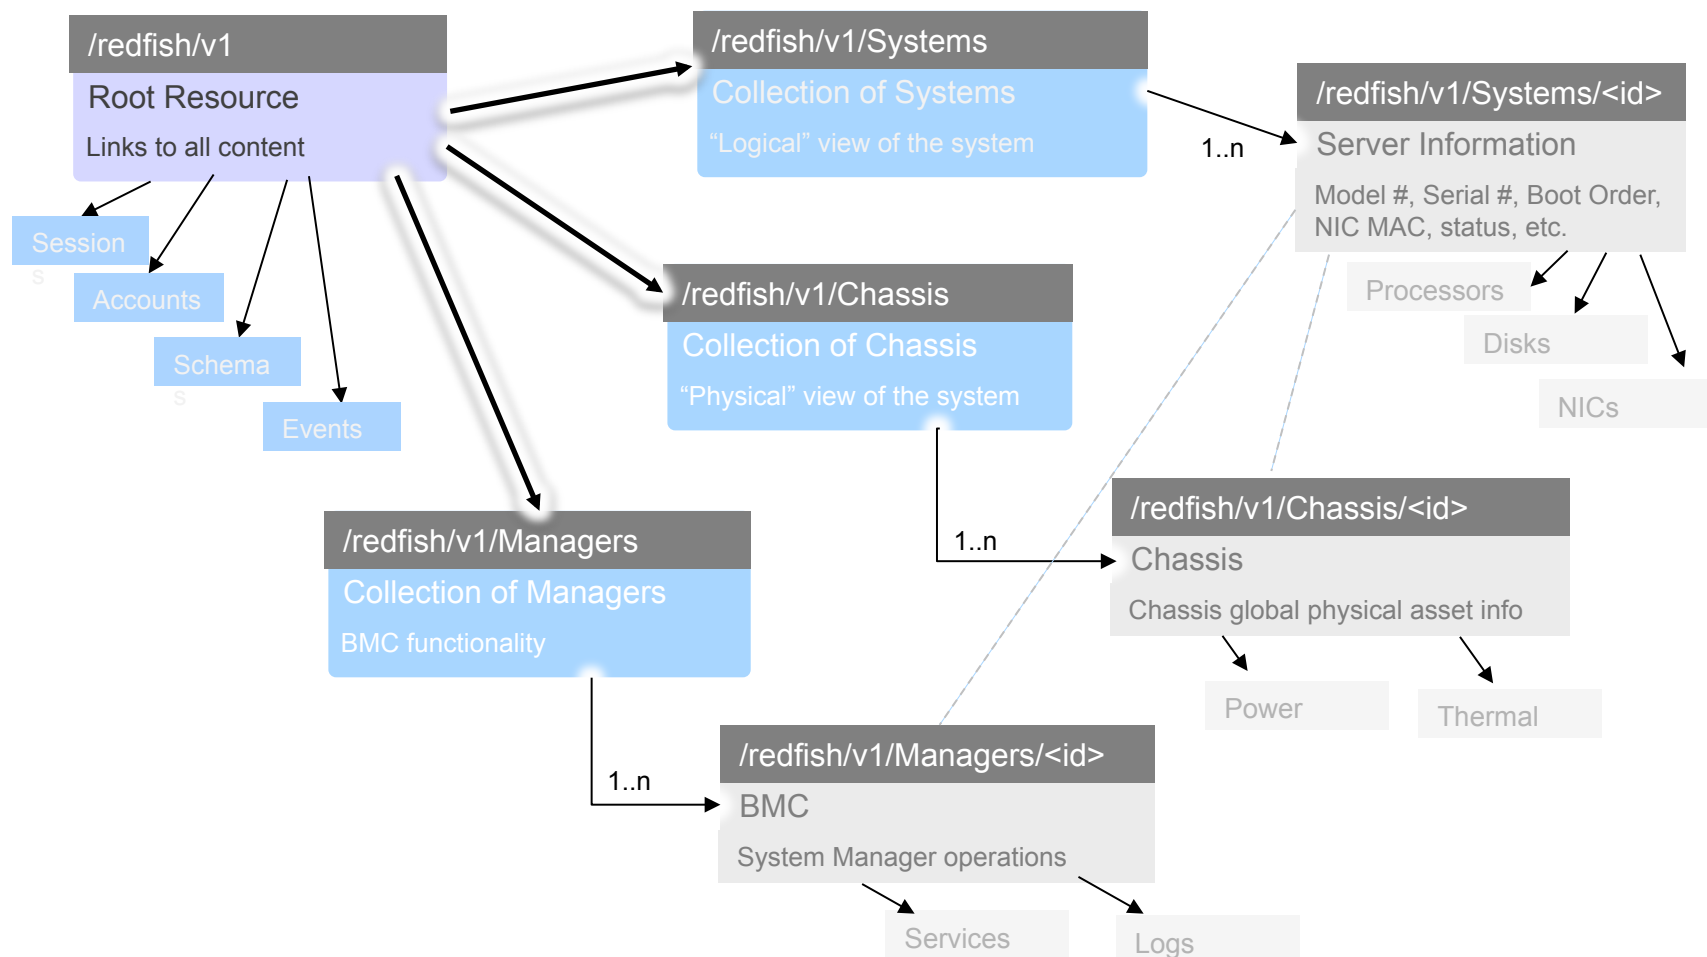 /redfish/v1
Root Resource
Links to all content
Session
s
Accounts
Schema
s
Events
/redfish/v1/Systems
Collection of Systems
“Logical” view of the system
1..n
/redfish/v1/Systems/<id>
Server Information
Model #, Serial #, Boot Order,
NIC MAC, status, etc.
Processors
Disks
NICs
/redfish/v1/Chassis
Collection of Chassis
“Physical” view of the system
1..n
/redfish/v1/Chassis/<id>
Chassis
Chassis global physical asset info
Power
Thermal
/redfish/v1/Managers
Collection of Managers
BMC functionality
1..n
/redfish/v1/Managers/<id>
BMC
System Manager operations
Services
Logs